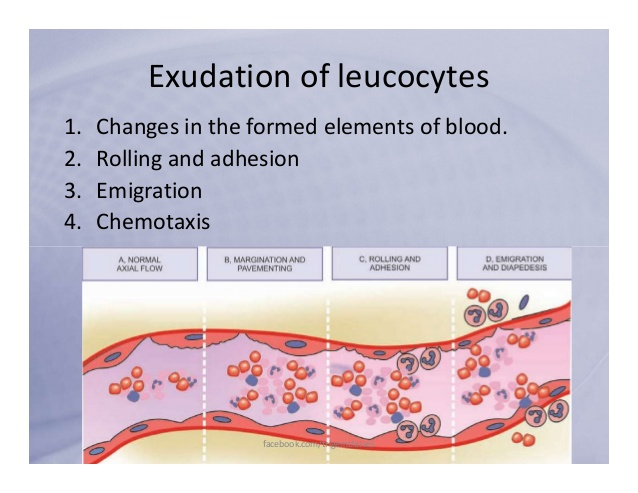 Exudation of leucocytes
1. Changes in the formed elements of blood.
2. Rolling and adhesion
3. Emigration
4. Chemotaxis
A, NORMAL
AXIAL FLOW
B, MARGINATION AND
PAVEMENTING
C, ROLLING AND
ADHESION
D, EMIGRATION
AND DIAPEDESIS
facebook.com/